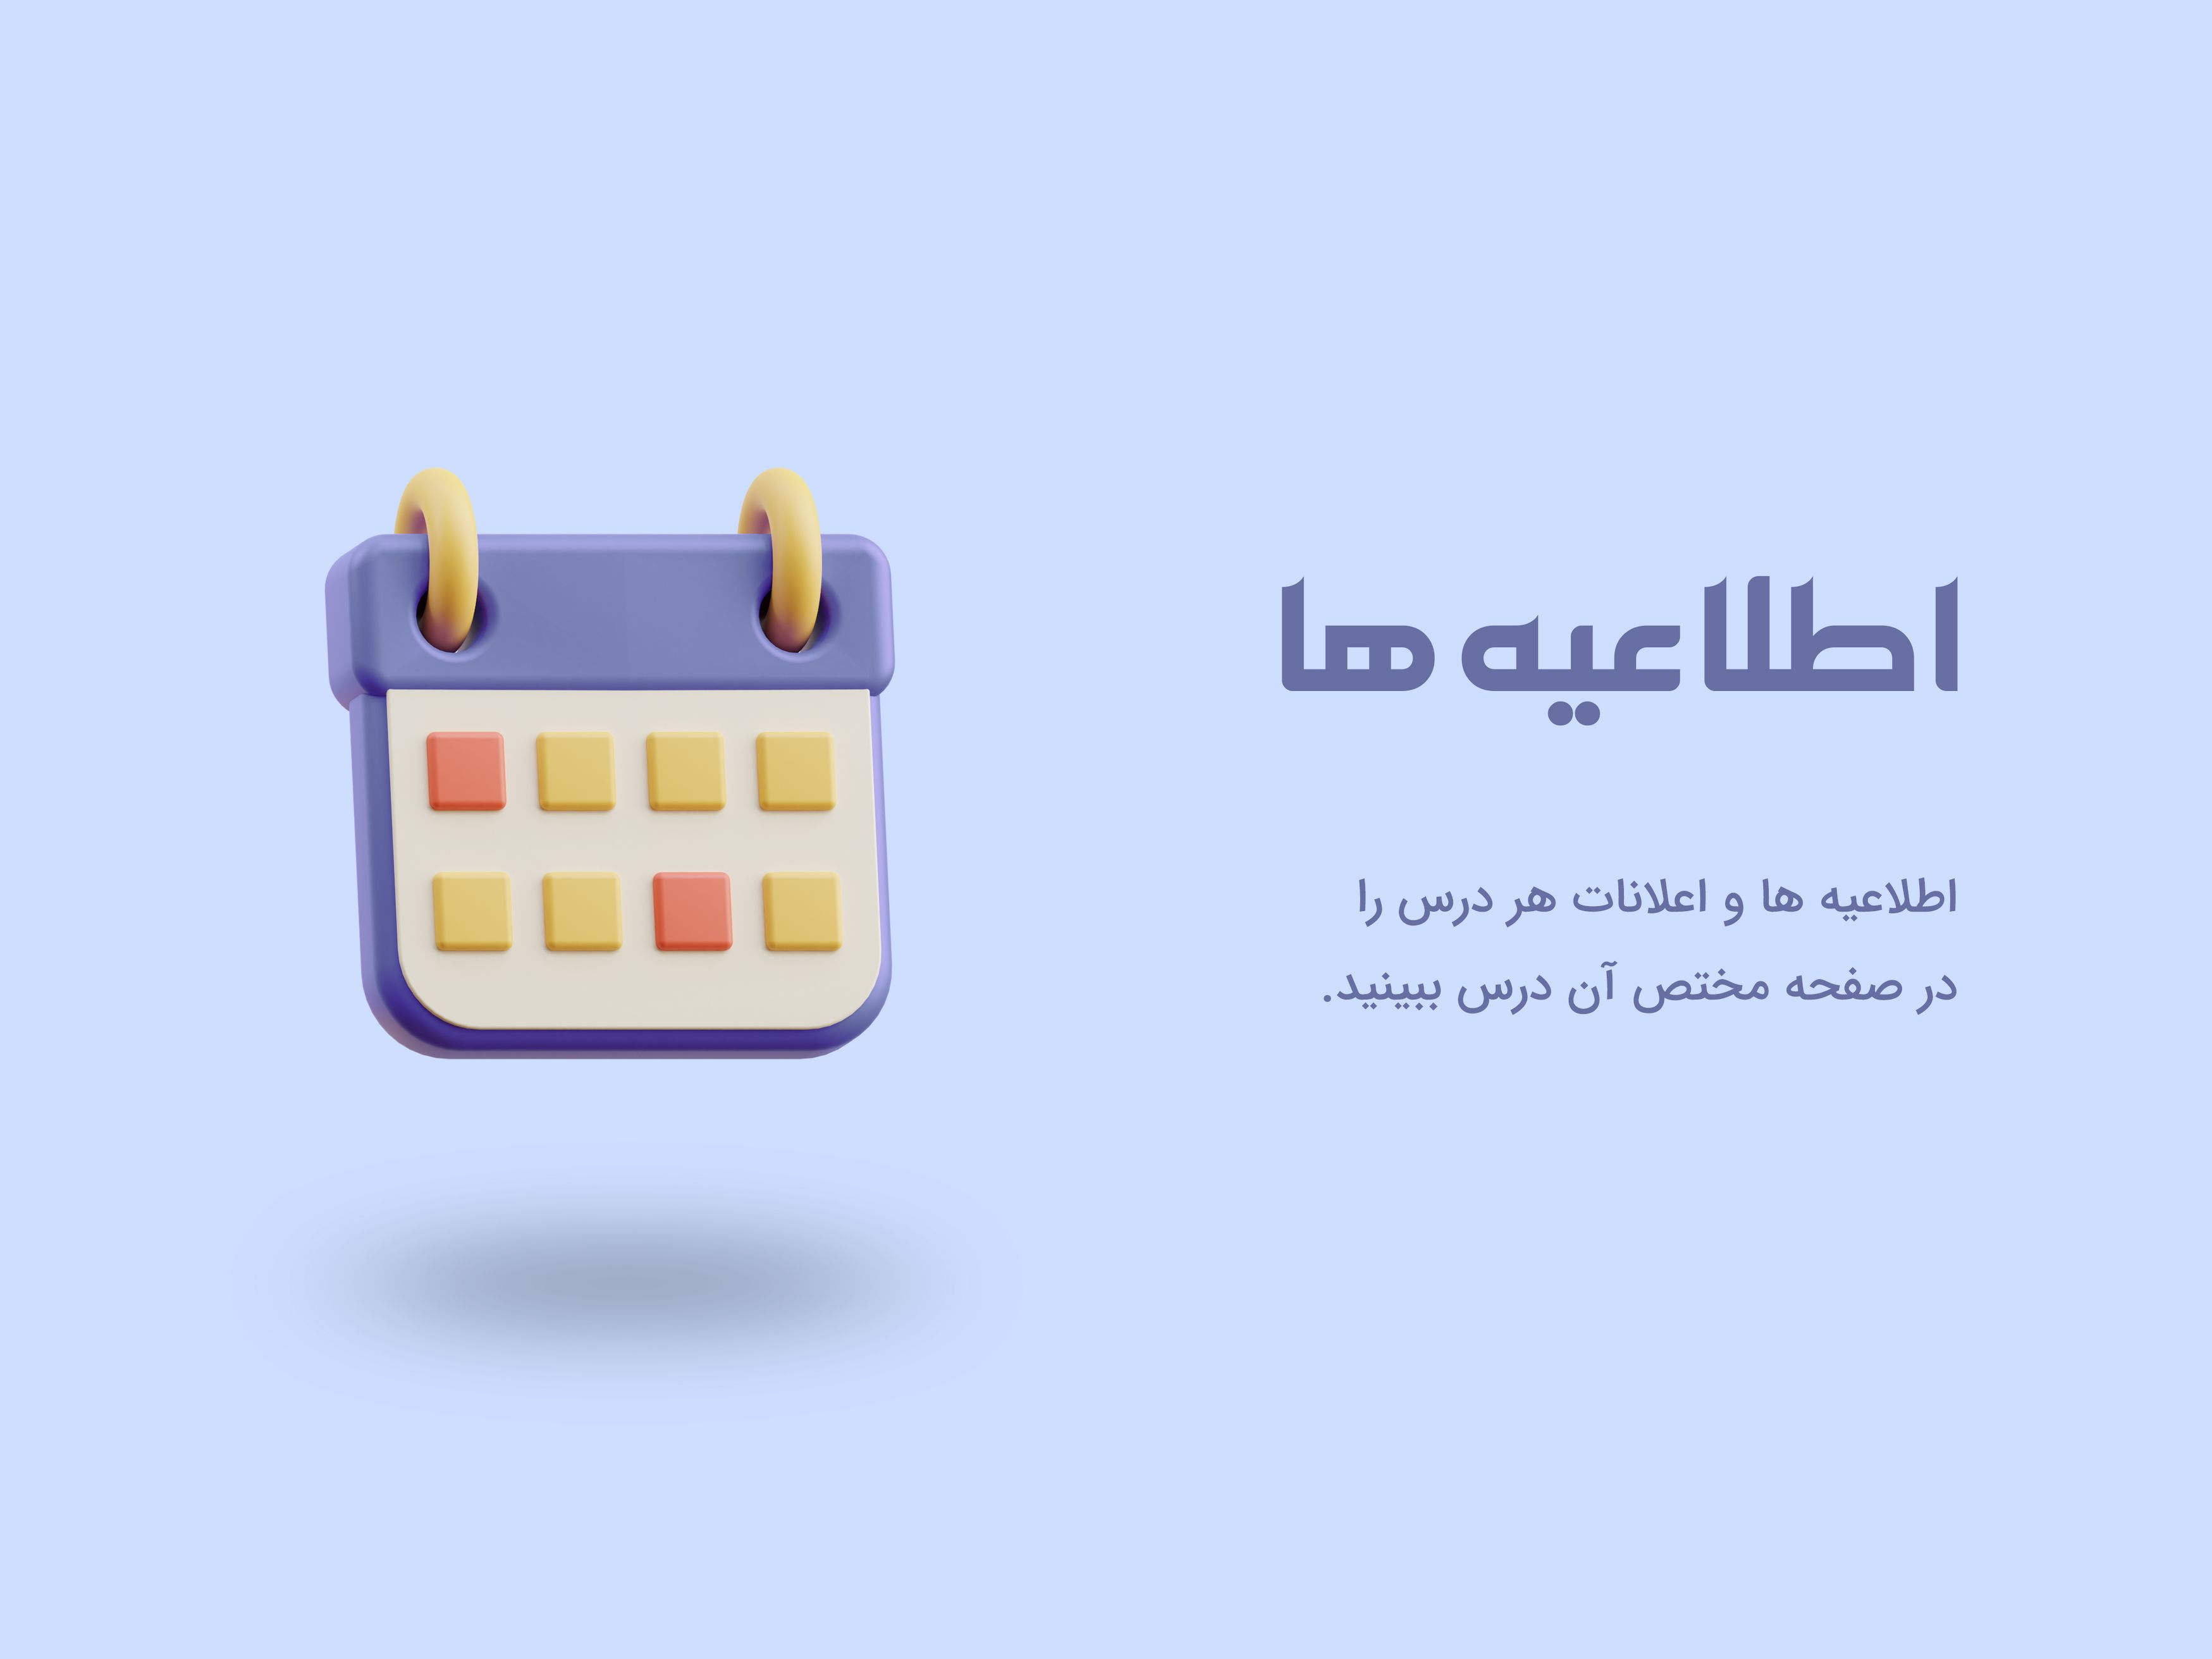 اطلاعیه ها
اطلاعیه ها و اعلانات هر درس را
در صفحه مختص آن درس ببینید.